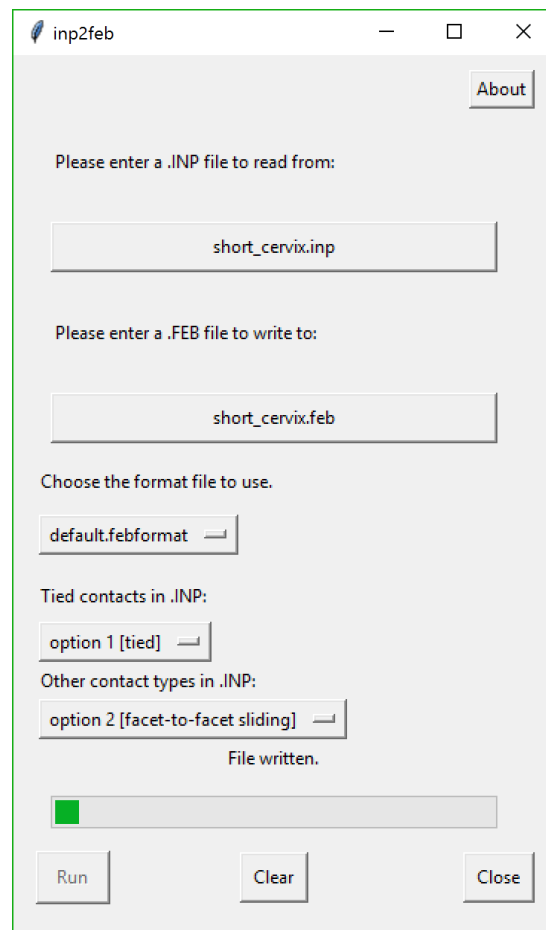 inp2feb
About
Please enter a .INP file to read from:
short_cervix.inp
Please enter a .FEB file to write to:
short_cervix.feb
Choose the format file to use.
default.febformat
Tied contacts in .INP:
option 1 [tied]
Other contact types in .INP:
option 2 [facet-to-facet sliding]
File written.
Run Clear Close